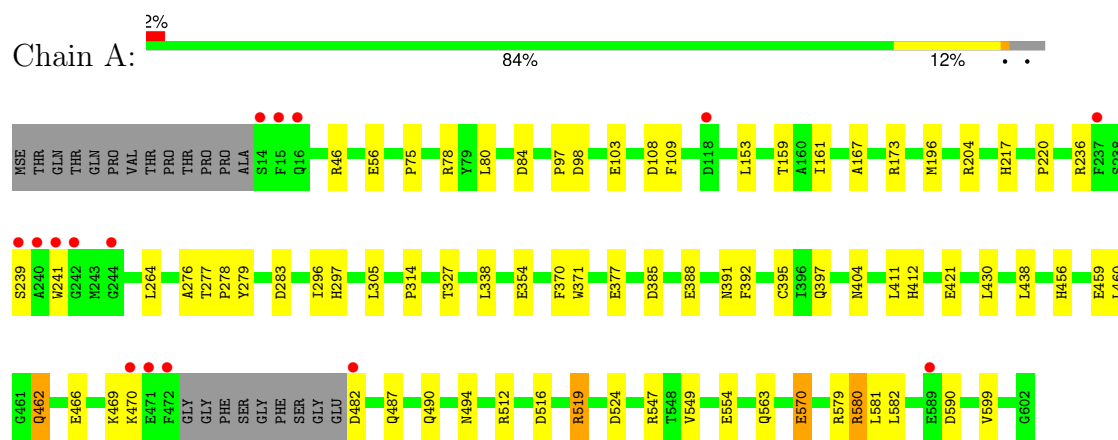 2%
Chain A:
84% 12% • •
MSE THR GLN THR GLN PRO VAL THR PRO THR PRO PRO ALA S14 F15 Q16 R46 E56 P75 R78 Y79 L80 D84 P97 D98 E103 D108 F109 D118 L153 T159 A160 I161 A167 R173 M196 R204 H217 P220 R236 F237 S238
S239 A240 W241 G242 M243 G244 L264 A276 T277 P278 Y279 D283 I296 H297 L305 P314 T327 L338 E354 F370 W371 E377 D385 E388 N391 F392 C395 I396 Q397 N404 L411 H412 E421 L430 L438 H456 E459 L460
G461 Q462 E466 K469 K470 E471 F472 GLY GLY PHE SER GLY PHE SER GLY GLU D482 Q487 Q490 N494 R512 D516 R519 D524 R547 T548 V549 E554 Q563 E570 R579 R580 L581 L582 E589 D590 V599 G602